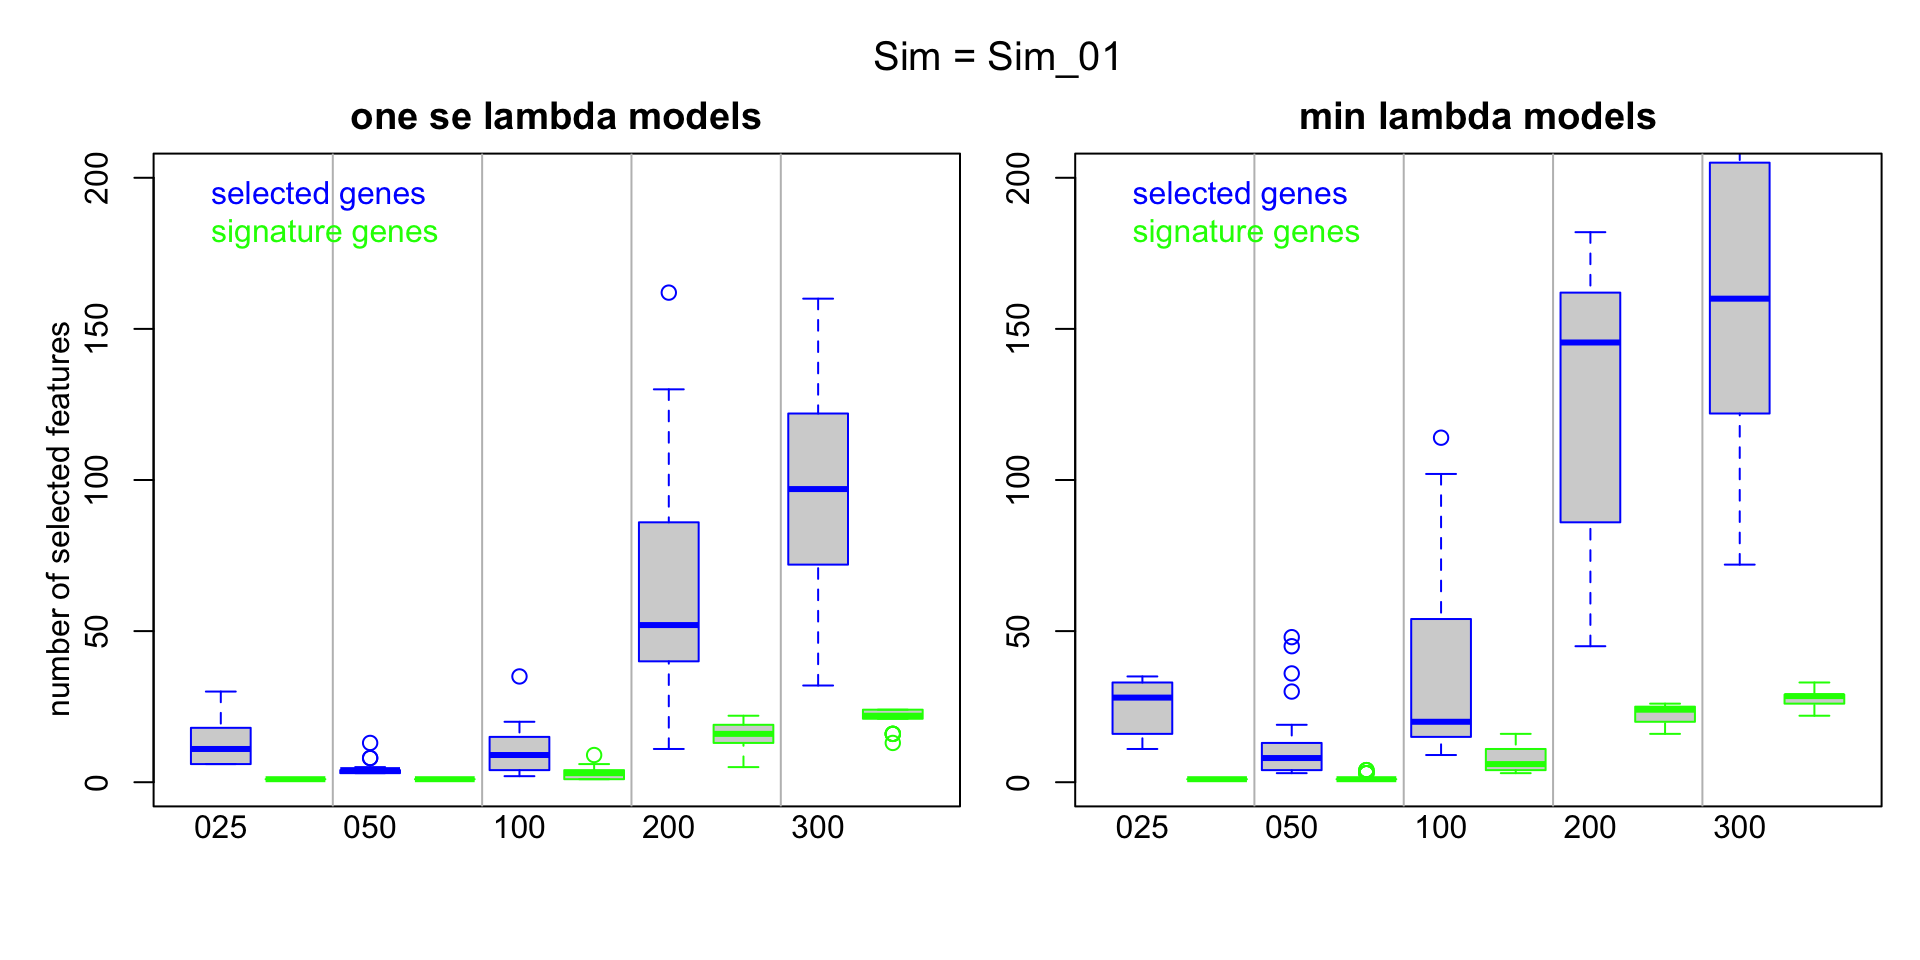 Sim = Sim_01
one se lambda models
number of selected features
200
150
100
50
0
selected genes
signature genes
025 050 100 200 300
min lambda models
200
150
100
50
0
selected genes
signature genes
025 050 100 200 300